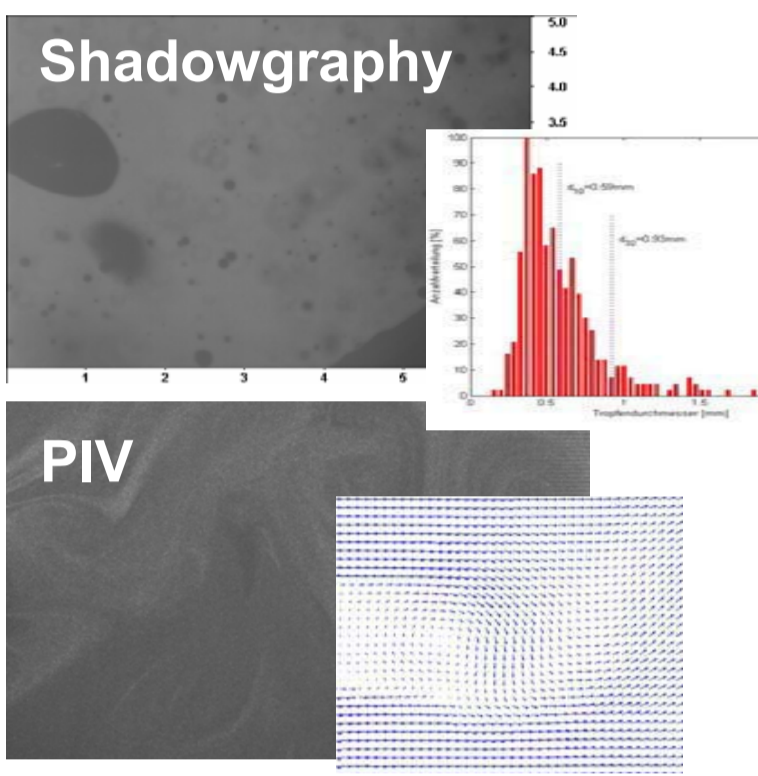 Shadowgraphy
5.0
4.5
4.0
3.5
1 2 3 4 5
100
90
80
70
60
50
40
30
20
10
0
Anzahlverteilung [%]
d10=0.59mm
d32=0.93mm
0 0.5 1 1.5
Tropfendurchmesser [mm]
PIV